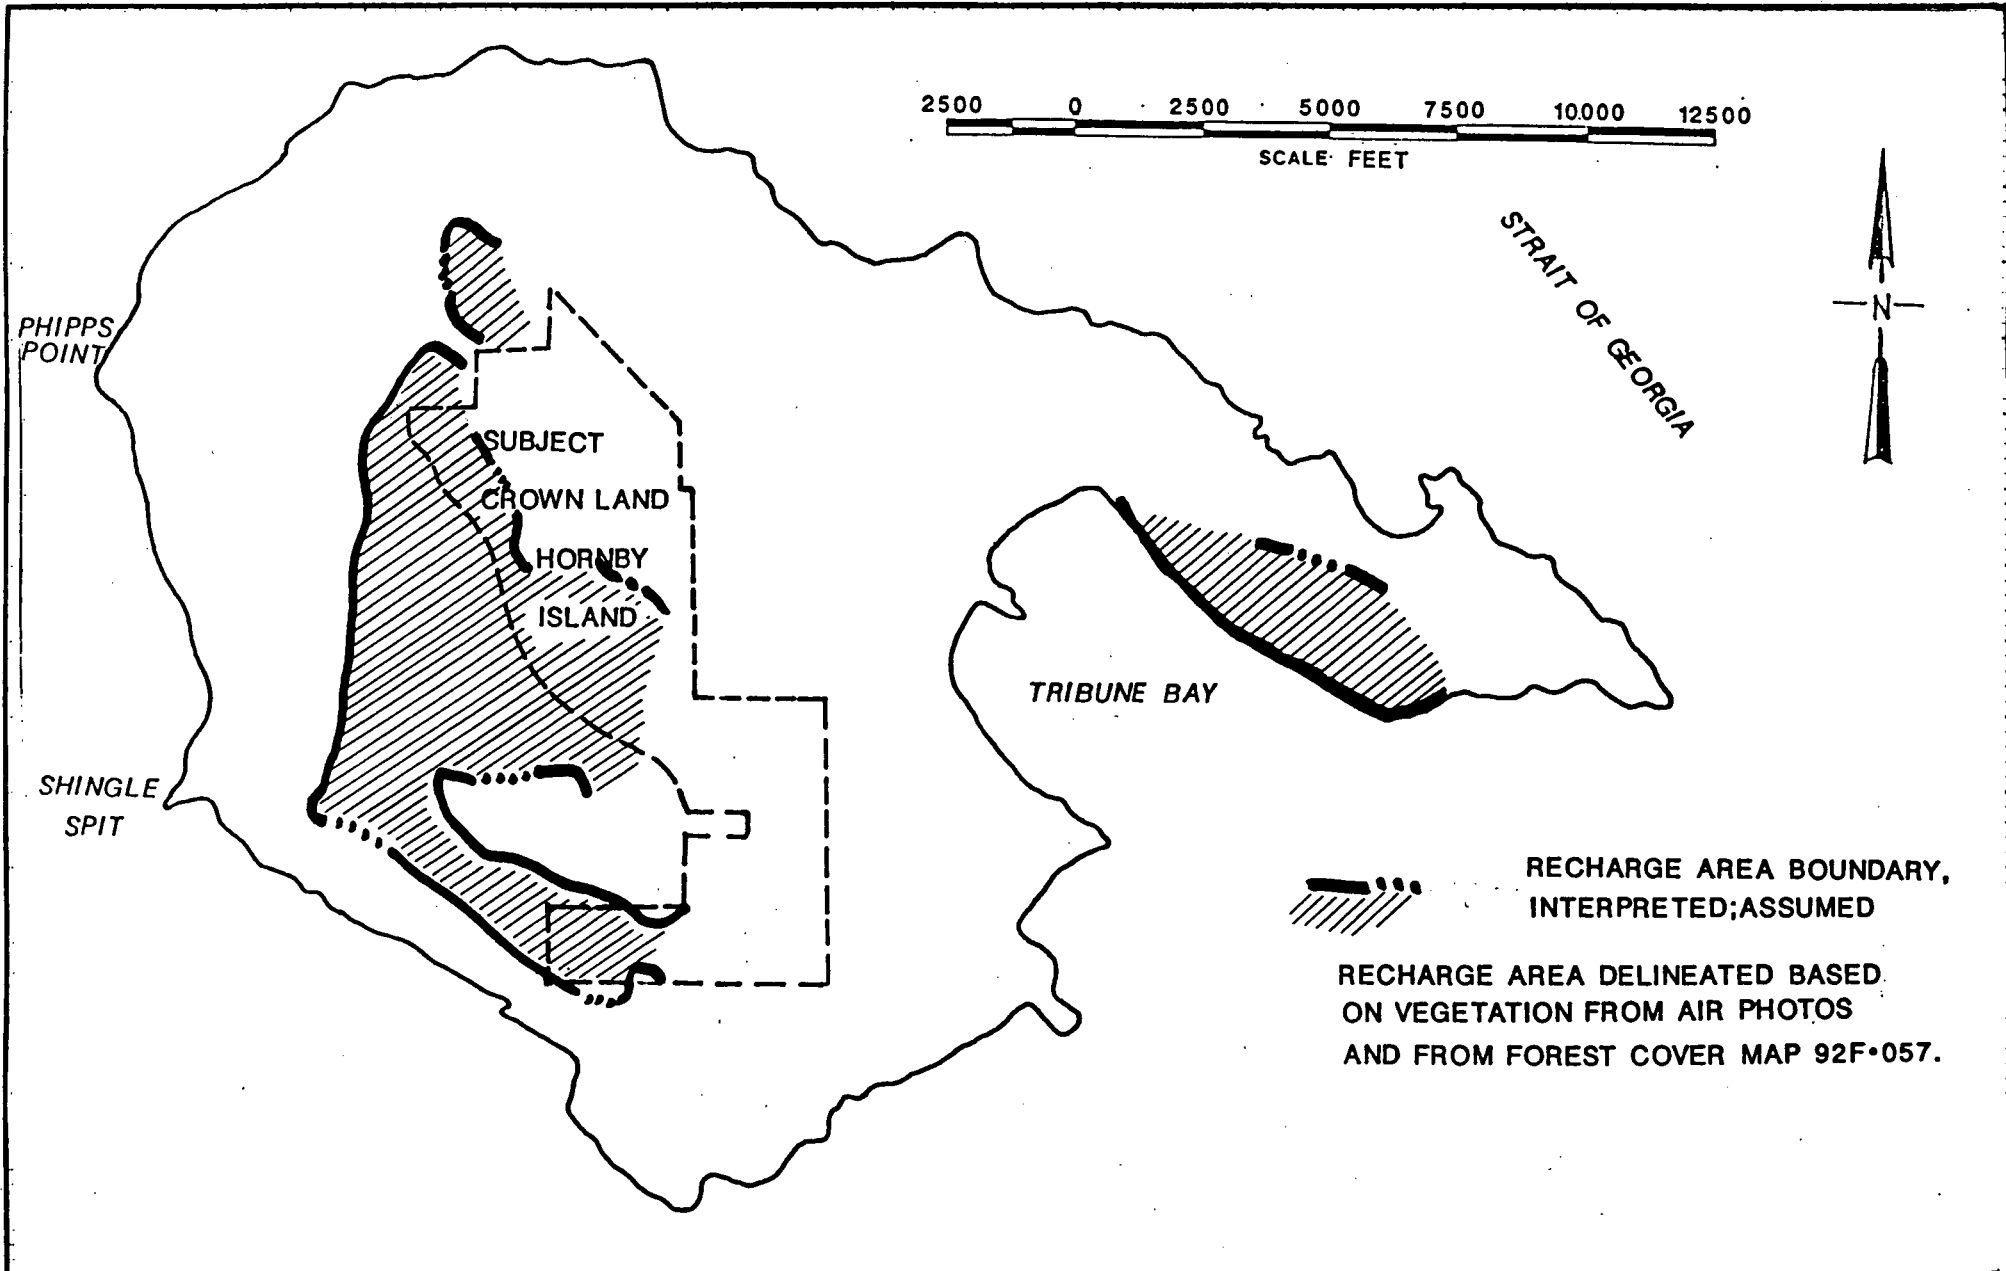 2500 0 2500 5000 7500 10000 12500
SCALE FEET
STRAIT OF GEORGIA
N
PHIPPS
POINT
SUBJECT
CROWN LAND
HORNBY
ISLAND
TRIBUNE BAY
SHINGLE
SPIT
RECHARGE AREA BOUNDARY,
INTERPRETED;ASSUMED
RECHARGE AREA DELINEATED BASED
ON VEGETATION FROM AIR PHOTOS
AND FROM FOREST COVER MAP 92F•057.